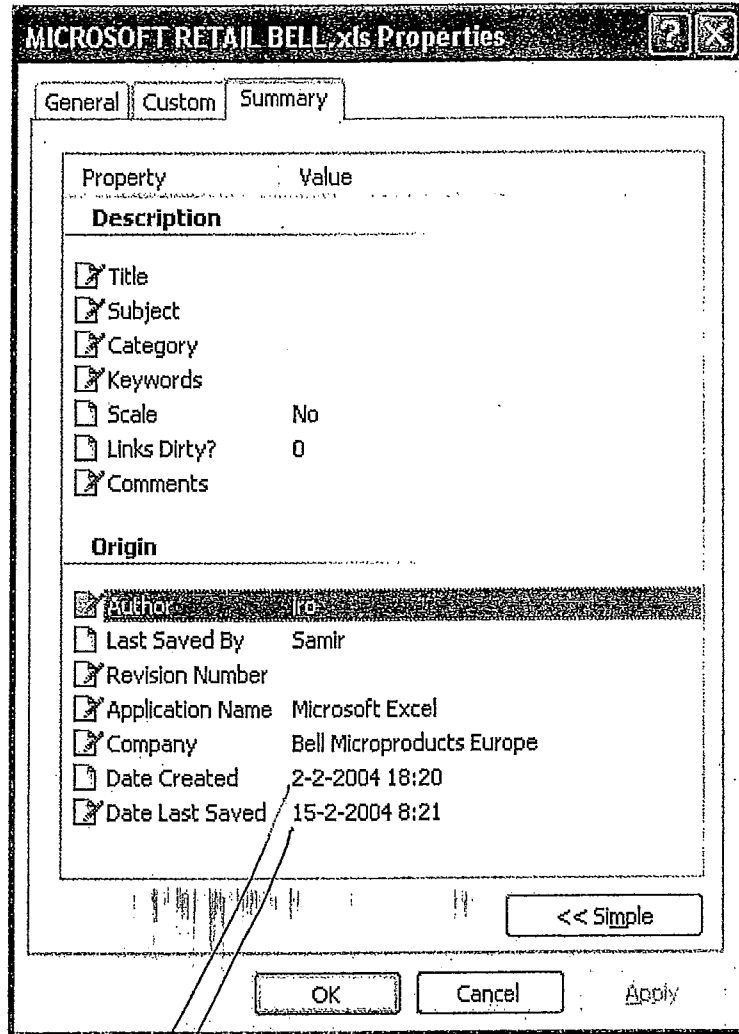 MICROSOFT RETAIL BELL.xls Properties ? X
General Custom Summary
Property Value
Description
Title
Subject
Category
Keywords
Scale No
Links Dirty? 0
Comments
Origin
Author
Last Saved By Samir
Revision Number
Application Name Microsoft Excel
Company Bell Microproducts Europe
Date Created 2-2-2004 18:20
Date Last Saved 15-2-2004 8:21
<< Simple
OK Cancel Apply